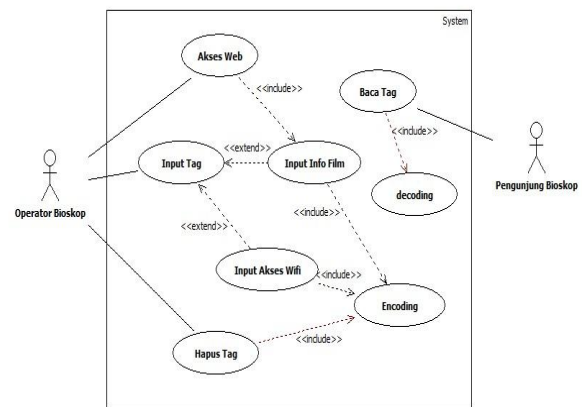 System
Akses Web
<<include>>
Baca Tag
<<include>>
<<extend>>
Input Tag
Input Info Film
Operator Bioskop
Pengunjung Bioskop
decoding
<<include>>
<<extend>>
Input Akses Wifi
<<include>>
Encoding
<<include>>
Hapus Tag